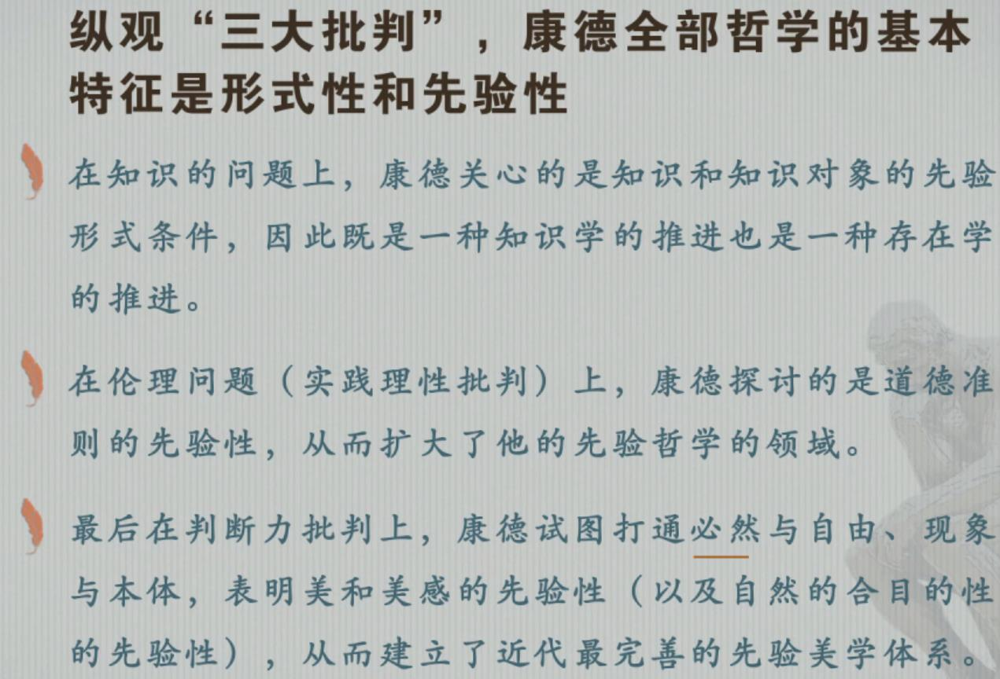 纵观“三大批判”，康德全部哲学的基本
特征是形式性和先验性
在知识的问题上，康德关心的是知识和知识对象的先验
形式条件，因此既是一种知识学的推进也是一种存在学
的推进。
在伦理问题（实践理性批判）上，康德探讨的是道德准
则的先验性，从而扩大了他的先验哲学的领域。
最后在判断力批判上，康德试图打通必然与自由、现象
与本体，表明美和美感的先验性（以及自然的合目的性
的先验性），从而建立了近代最完善的先验美学体系。